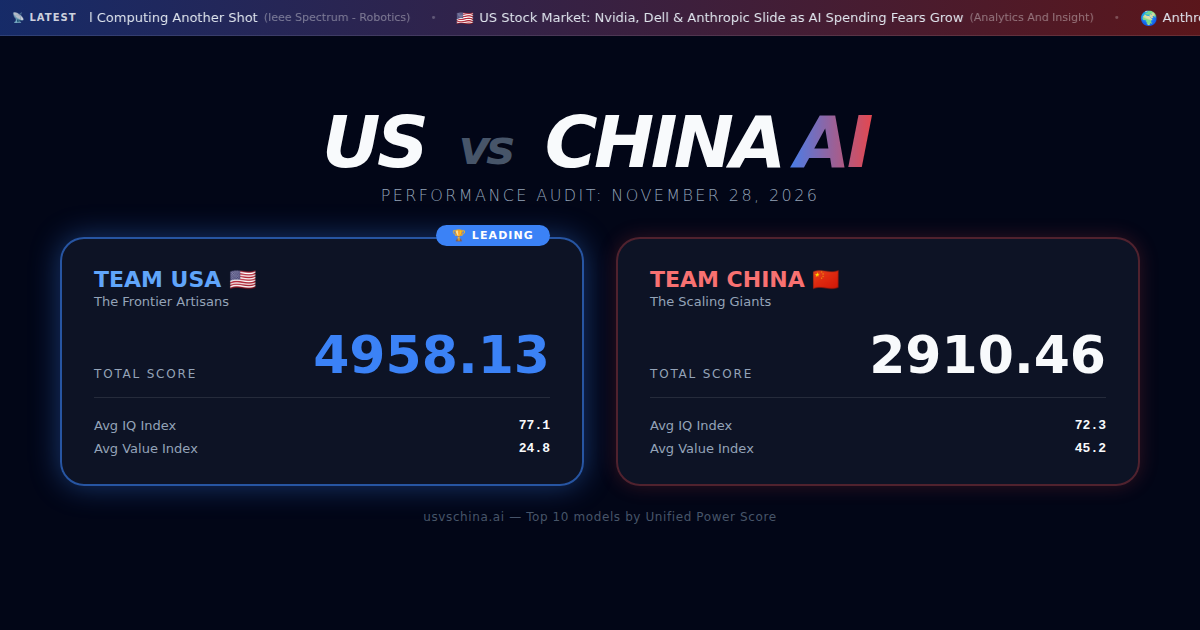 📡 LATEST l Computing Another Shot (Ieee Spectrum - Robotics) • 🇺🇸 US Stock Market: Nvidia, Dell & Anthropic Slide as AI Spending Fears Grow (Analytics And Insight) • 🌍 Anthr
US vs CHINA AI
PERFORMANCE AUDIT: NOVEMBER 28, 2026
🏆 LEADING
TEAM USA 🇺🇸
The Frontier Artisans
TOTAL SCORE 4958.13
Avg IQ Index 77.1
Avg Value Index 24.8
TEAM CHINA 🇨🇳
The Scaling Giants
TOTAL SCORE 2910.46
Avg IQ Index 72.3
Avg Value Index 45.2
usvschina.ai — Top 10 models by Unified Power Score